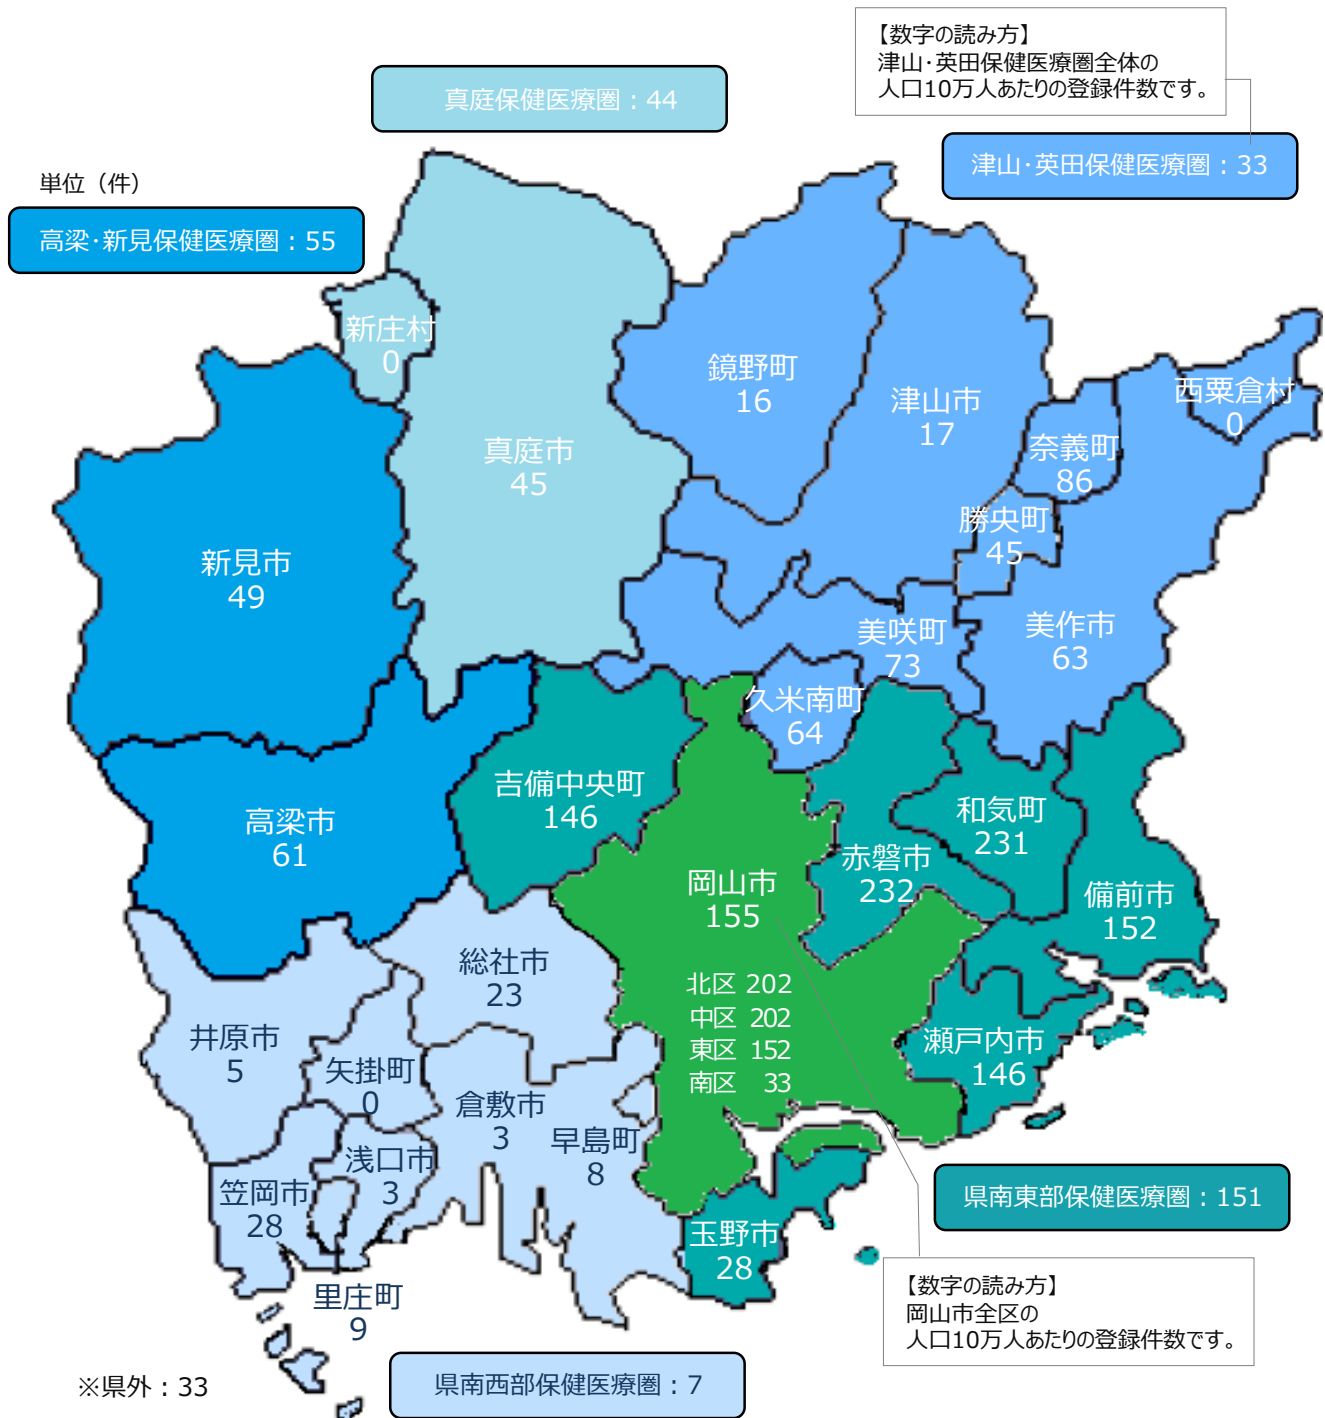 【数字の読み方】
津山・英田保健医療圏全体の
人口10万人あたりの登録件数です。
真庭保健医療圏：44
津山・英田保健医療圏：33
単位（件）
高梁・新見保健医療圏：55
新庄村
0
鏡野町
16
津山市
17
西粟倉村
0
奈義町
86
真庭市
45
勝央町
45
新見市
49
美咲町
73
美作市
63
久米南町
64
吉備中央町
146
高梁市
61
和気町
231
赤磐市
232
岡山市
155
備前市
152
北区 202
中区 202
東区 152
南区 33
総社市
23
井原市
5
矢掛町
0
瀬戸内市
146
倉敷市
3
早島町
8
浅口市
3
笠岡市
28
県南東部保健医療圏：151
玉野市
28
里庄町
9
【数字の読み方】
岡山市全区の
人口10万人あたりの登録件数です。
※県外：33
県南西部保健医療圏：7